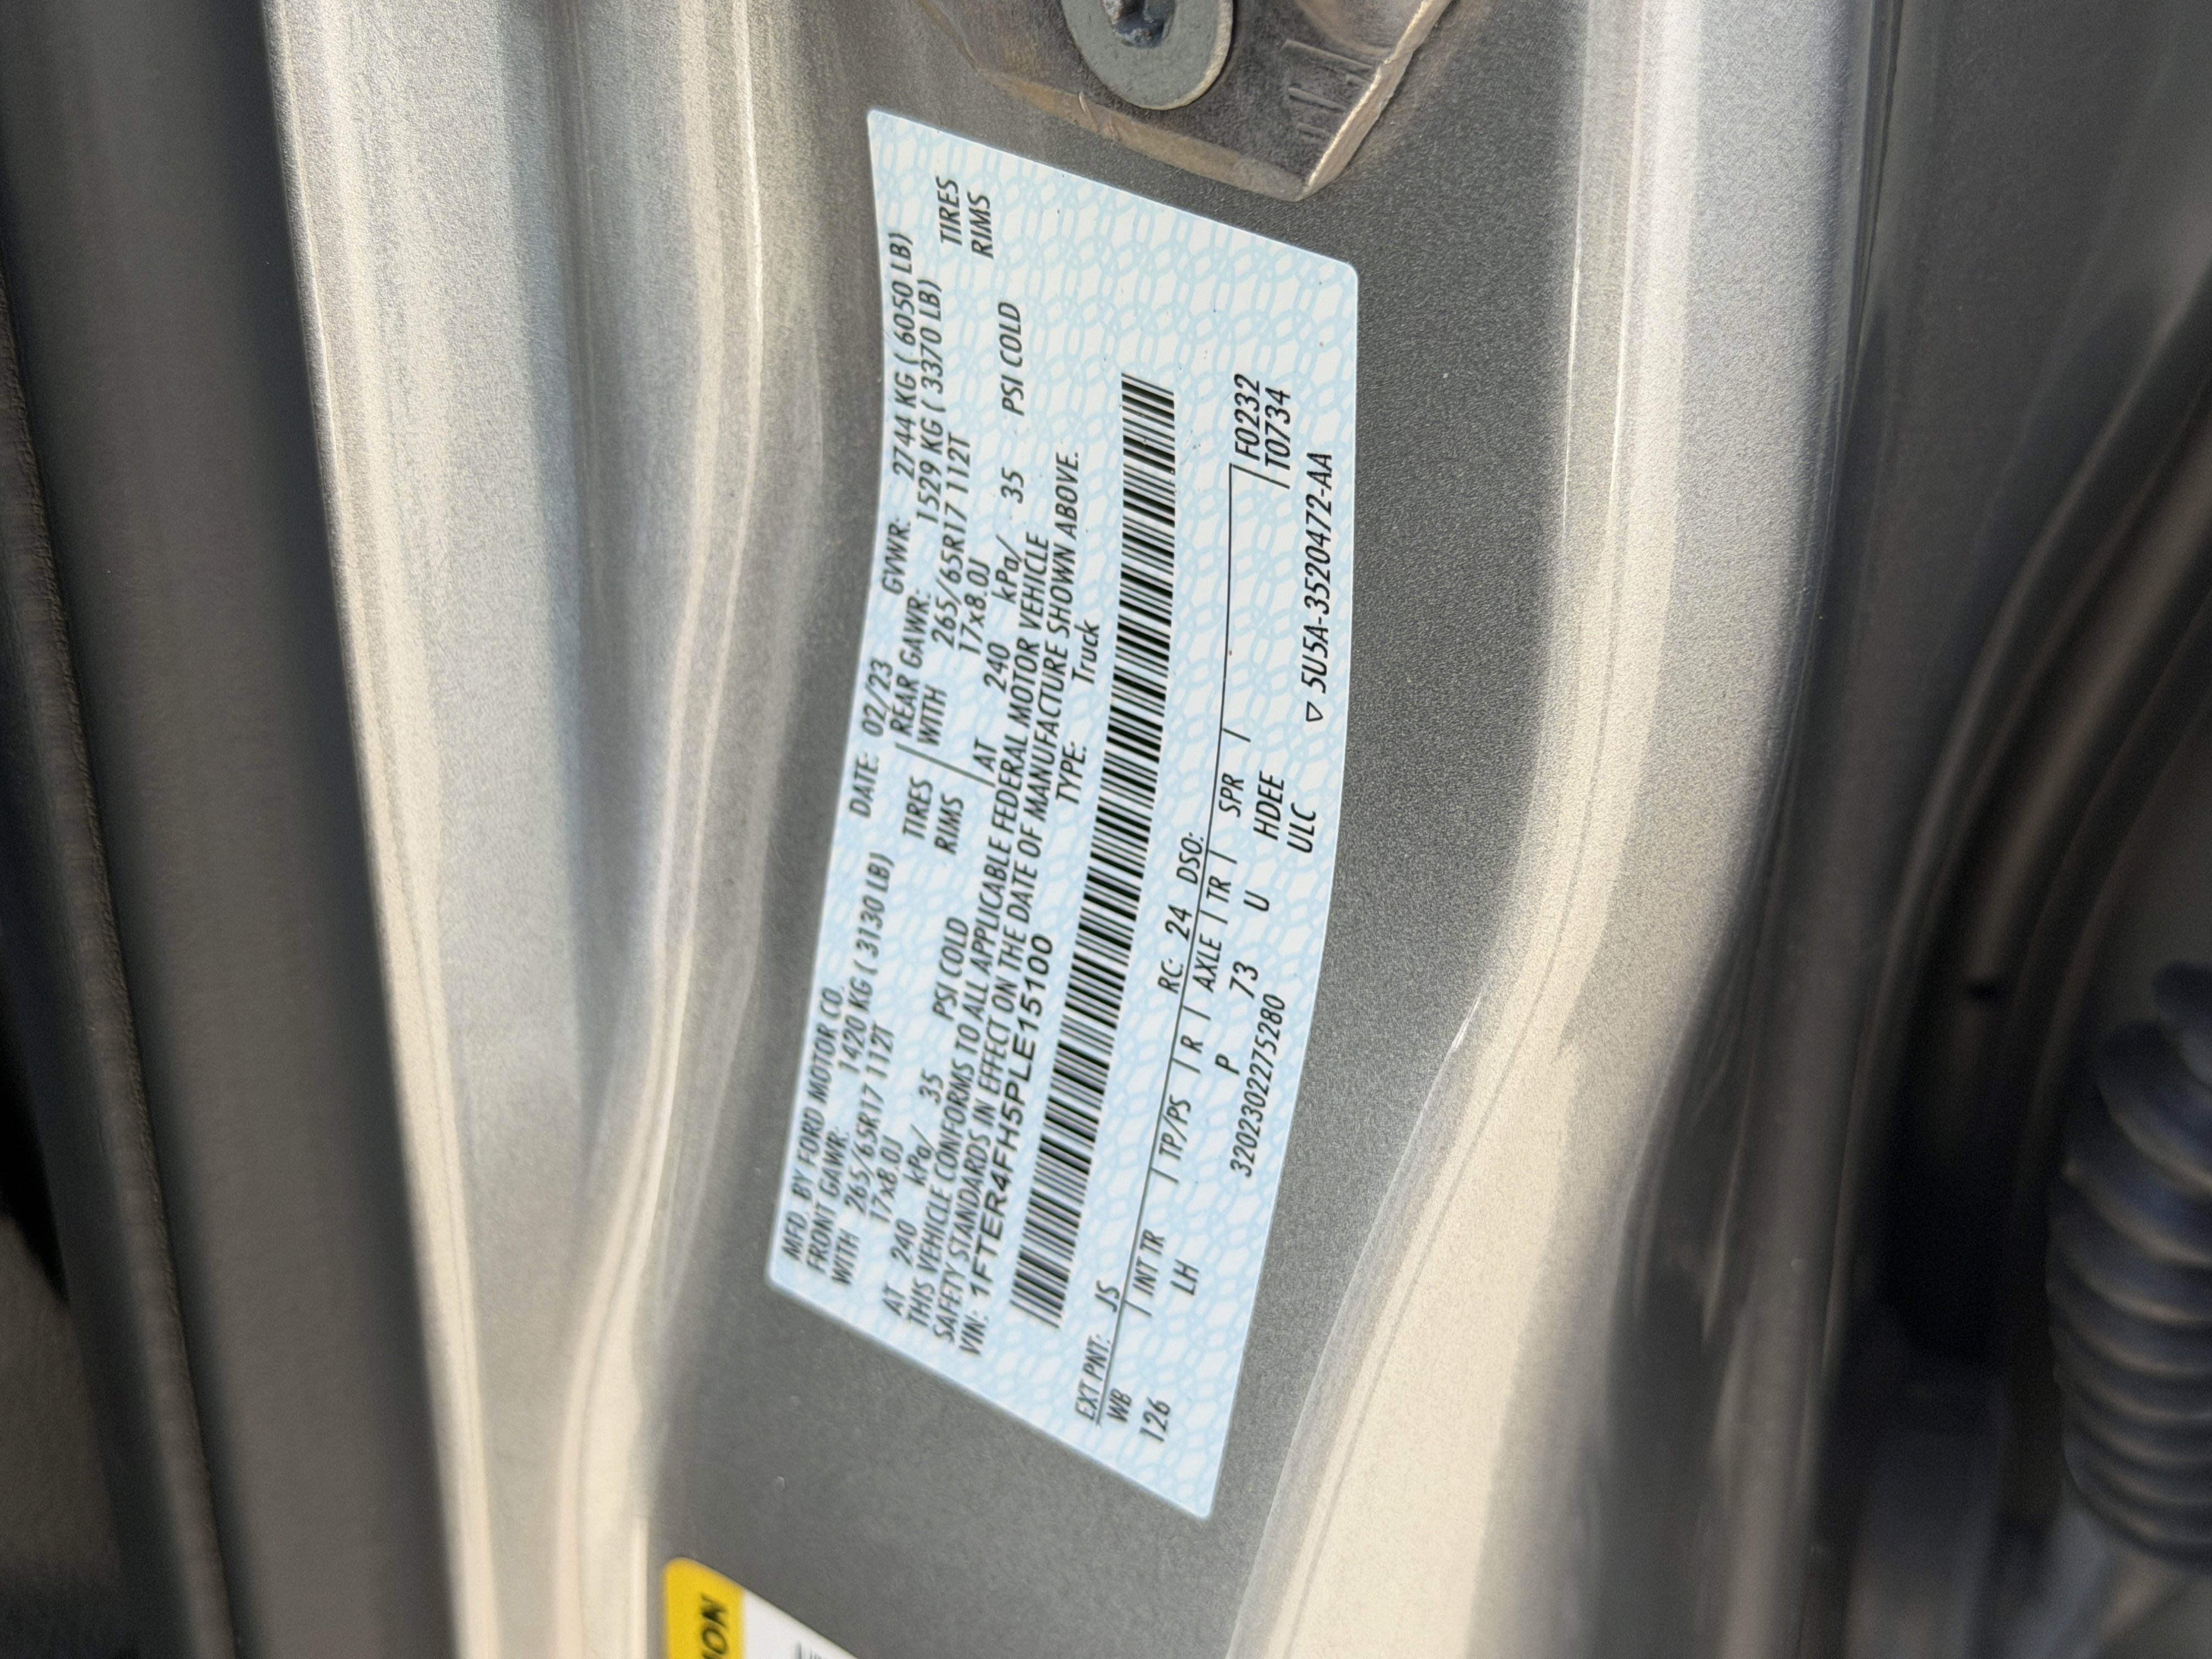 MFD. BY FORD MOTOR CO. DATE: 02/23 GVWR: 2744 KG ( 6050 LB)
FRONT GAWR: 1420 KG ( 3130 LB) REAR GAWR: 1529 KG ( 3370 LB)
WITH 265/65R17 112T TIRES WITH 265/65R17 112T TIRES
17x8.0J RIMS 17x8.0J RIMS
AT 240 kPa/ 35 PSI COLD AT 240 kPa/ 35 PSI COLD
THIS VEHICLE CONFORMS TO ALL APPLICABLE FEDERAL MOTOR VEHICLE
SAFETY STANDARDS IN EFFECT ON THE DATE OF MANUFACTURE SHOWN ABOVE.
VIN: 1FTER4FH5PLE15100 TYPE: Truck
EXT PNT: JS RC: 24 DSO:
WB | INT TR | TP/PS | R | AXLE | TR | SPR | F0232
126 LH P 73 U HDEE T0734
3202302275280 ULC ▽ 5U5A-3520472-AA
ION